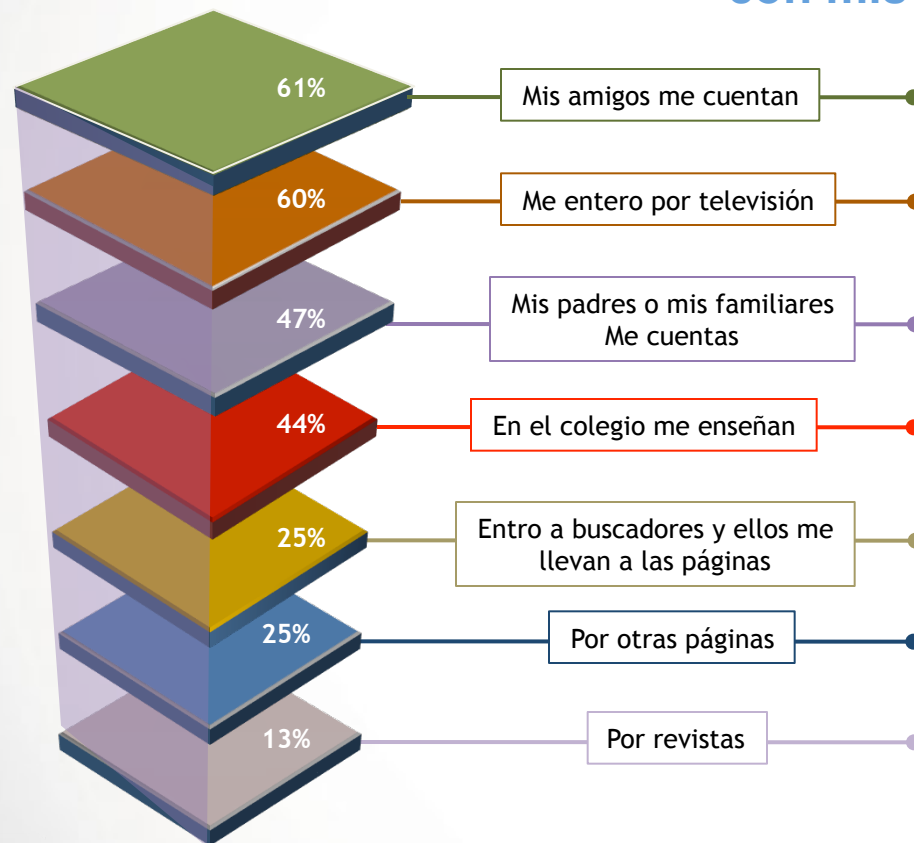 61%
Mis amigos me cuentan
60%
Me entero por televisión
47%
Mis padres o mis familiares
Me cuentas
44%
En el colegio me enseñan
25%
Entro a buscadores y ellos me
llevan a las páginas
25%
Por otras páginas
13%
Por revistas